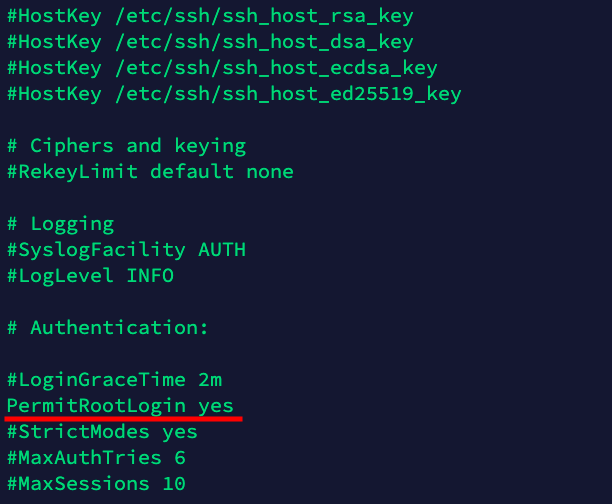 #HostKey /etc/ssh/ssh_host_rsa_key
#HostKey /etc/ssh/ssh_host_dsa_key
#HostKey /etc/ssh/ssh_host_ecdsa_key
#HostKey /etc/ssh/ssh_host_ed25519_key
# Ciphers and keying
#RekeyLimit default none
# Logging
#SyslogFacility AUTH
#LogLevel INFO
# Authentication:
#LoginGraceTime 2m
PermitRootLogin yes
#StrictModes yes
#MaxAuthTries 6
#MaxSessions 10